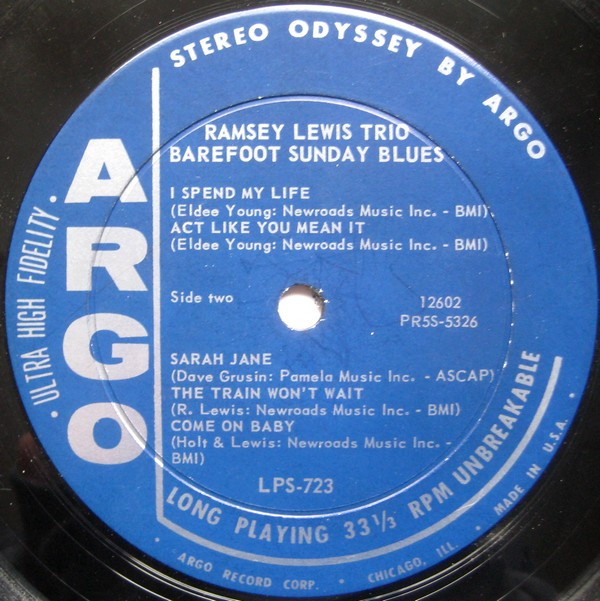 STEREO ODYSSEY BY ARGO
ARGO
· ULTRA HIGH FIDELITY ·
RAMSEY LEWIS TRIO
BAREFOOT SUNDAY BLUES
I SPEND MY LIFE
(Eldee Young: Newroads Music Inc. - BMI)
ACT LIKE YOU MEAN IT
(Eldee Young: Newroads Music Inc. - BMI)
Side two
12602
PR5S-5326
SARAH JANE
(Dave Grusin: Pamela Music Inc. - ASCAP)
THE TRAIN WON'T WAIT
(R. Lewis: Newroads Music Inc. - BMI)
COME ON BABY
(Holt & Lewis: Newroads Music Inc. -
BMI)
LPS-723
LONG PLAYING 33 1/3 RPM UNBREAKABLE
· ARGO RECORD CORP. · CHICAGO, ILL. · MADE IN U.S.A. ·